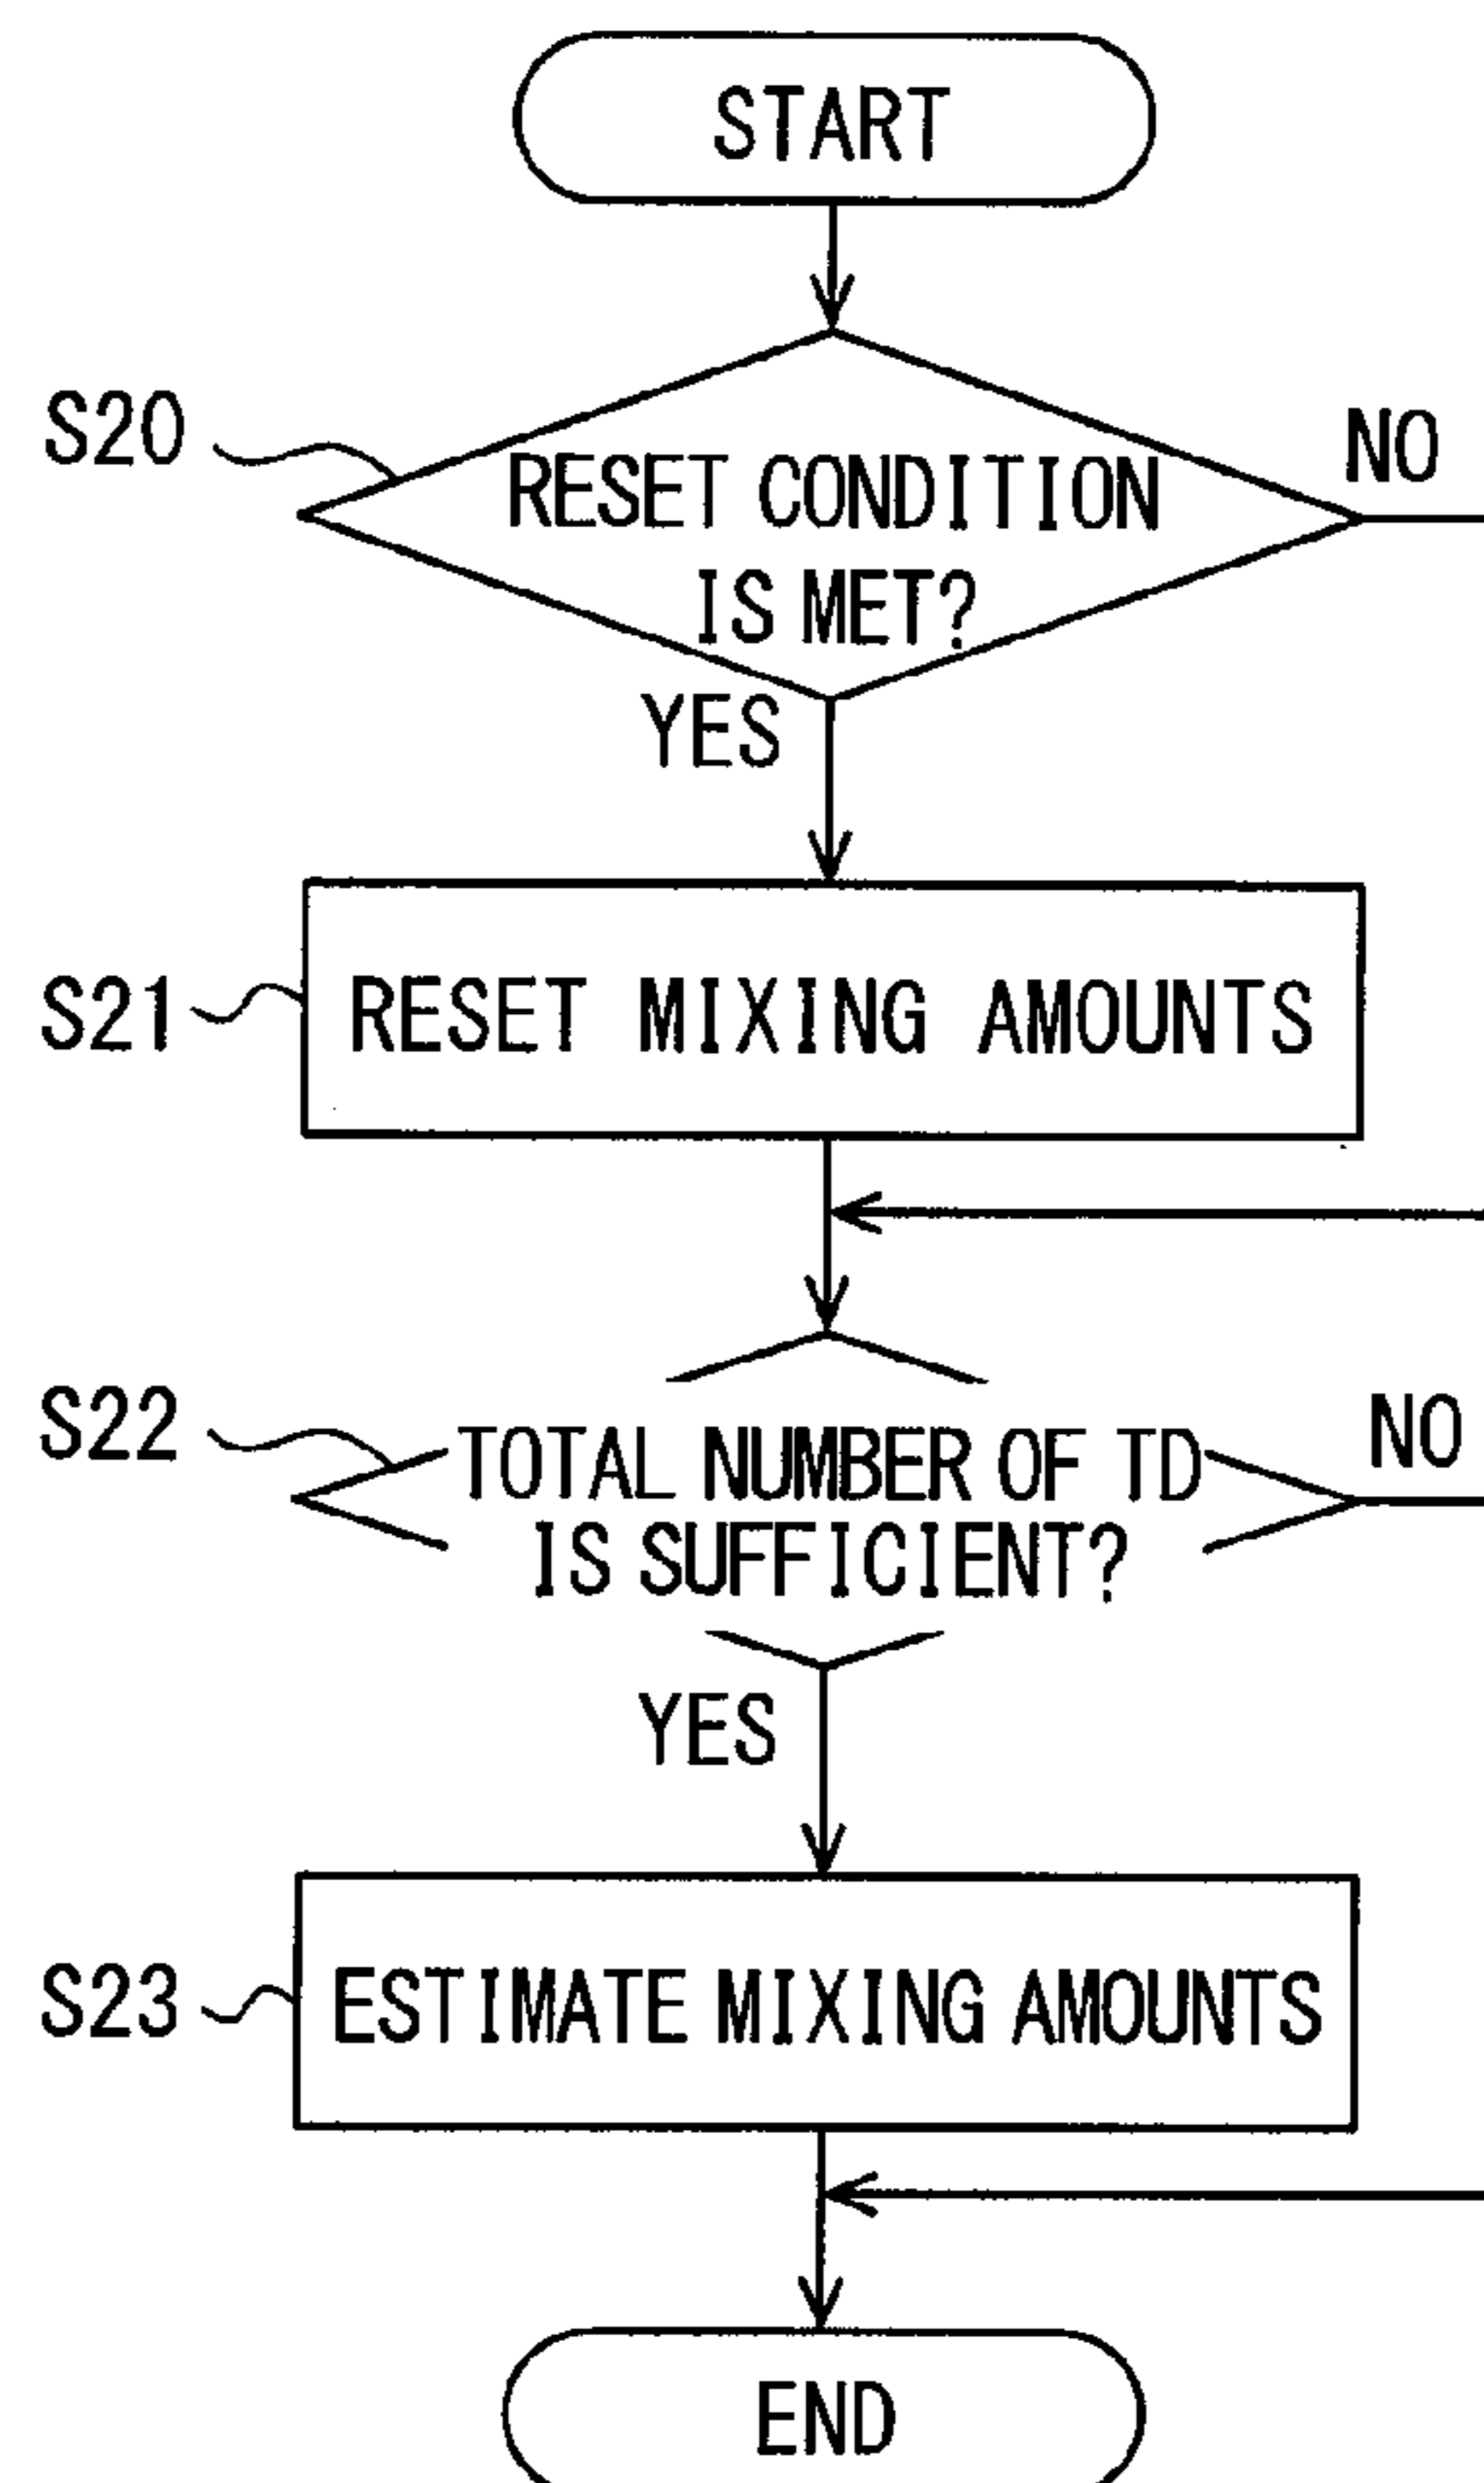 START
S20
RESET CONDITION
IS MET?
NO
YES
S21
RESET MIXING AMOUNTS
S22
TOTAL NUMBER OF TD
IS SUFFICIENT?
NO
YES
S23
ESTIMATE MIXING AMOUNTS
END